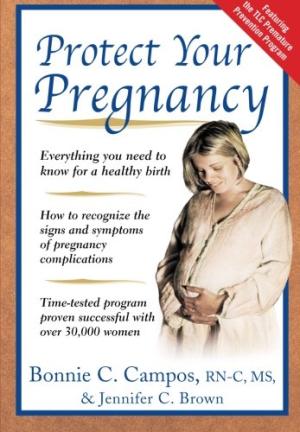 Featuring
the TLC Premature
Prevention Program
Protect Your
Pregnancy
Everything you need to
know for a healthy birth
How to recognize the
signs and symptoms
of pregnancy
complications
Time-tested program
proven successful with
over 30,000 women
Bonnie C. Campos, RN-C, MS,
& Jennifer C. Brown